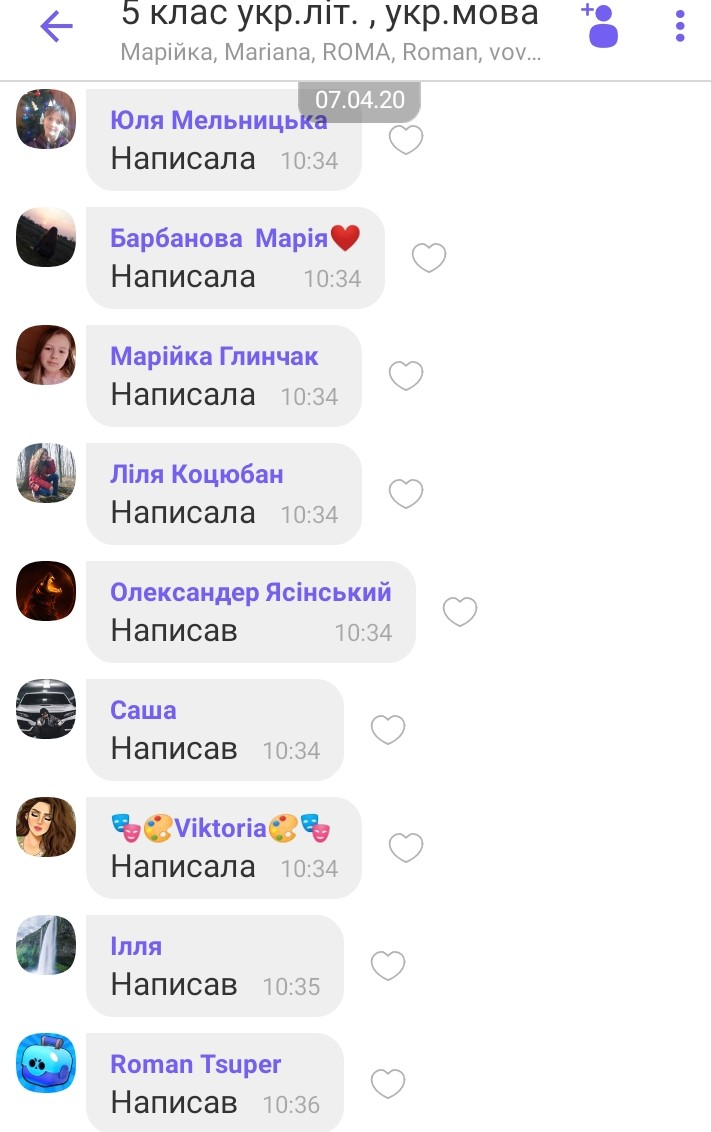 5 клас укр.літ. , укр.мова
Марійка, Mariana, ROMA, Roman, vov...
07.04.20
Юля Мельницька
Написала 10:34
Барбанова Марія❤️
Написала 10:34
Марійка Глинчак
Написала 10:34
Ліля Коцюбан
Написала 10:34
Олександер Ясінський
Написав 10:34
Саша
Написав 10:34
🎭🎨Viktoria🎨🎭
Написала 10:34
Ілля
Написав 10:35
Roman Tsuper
Написав 10:36